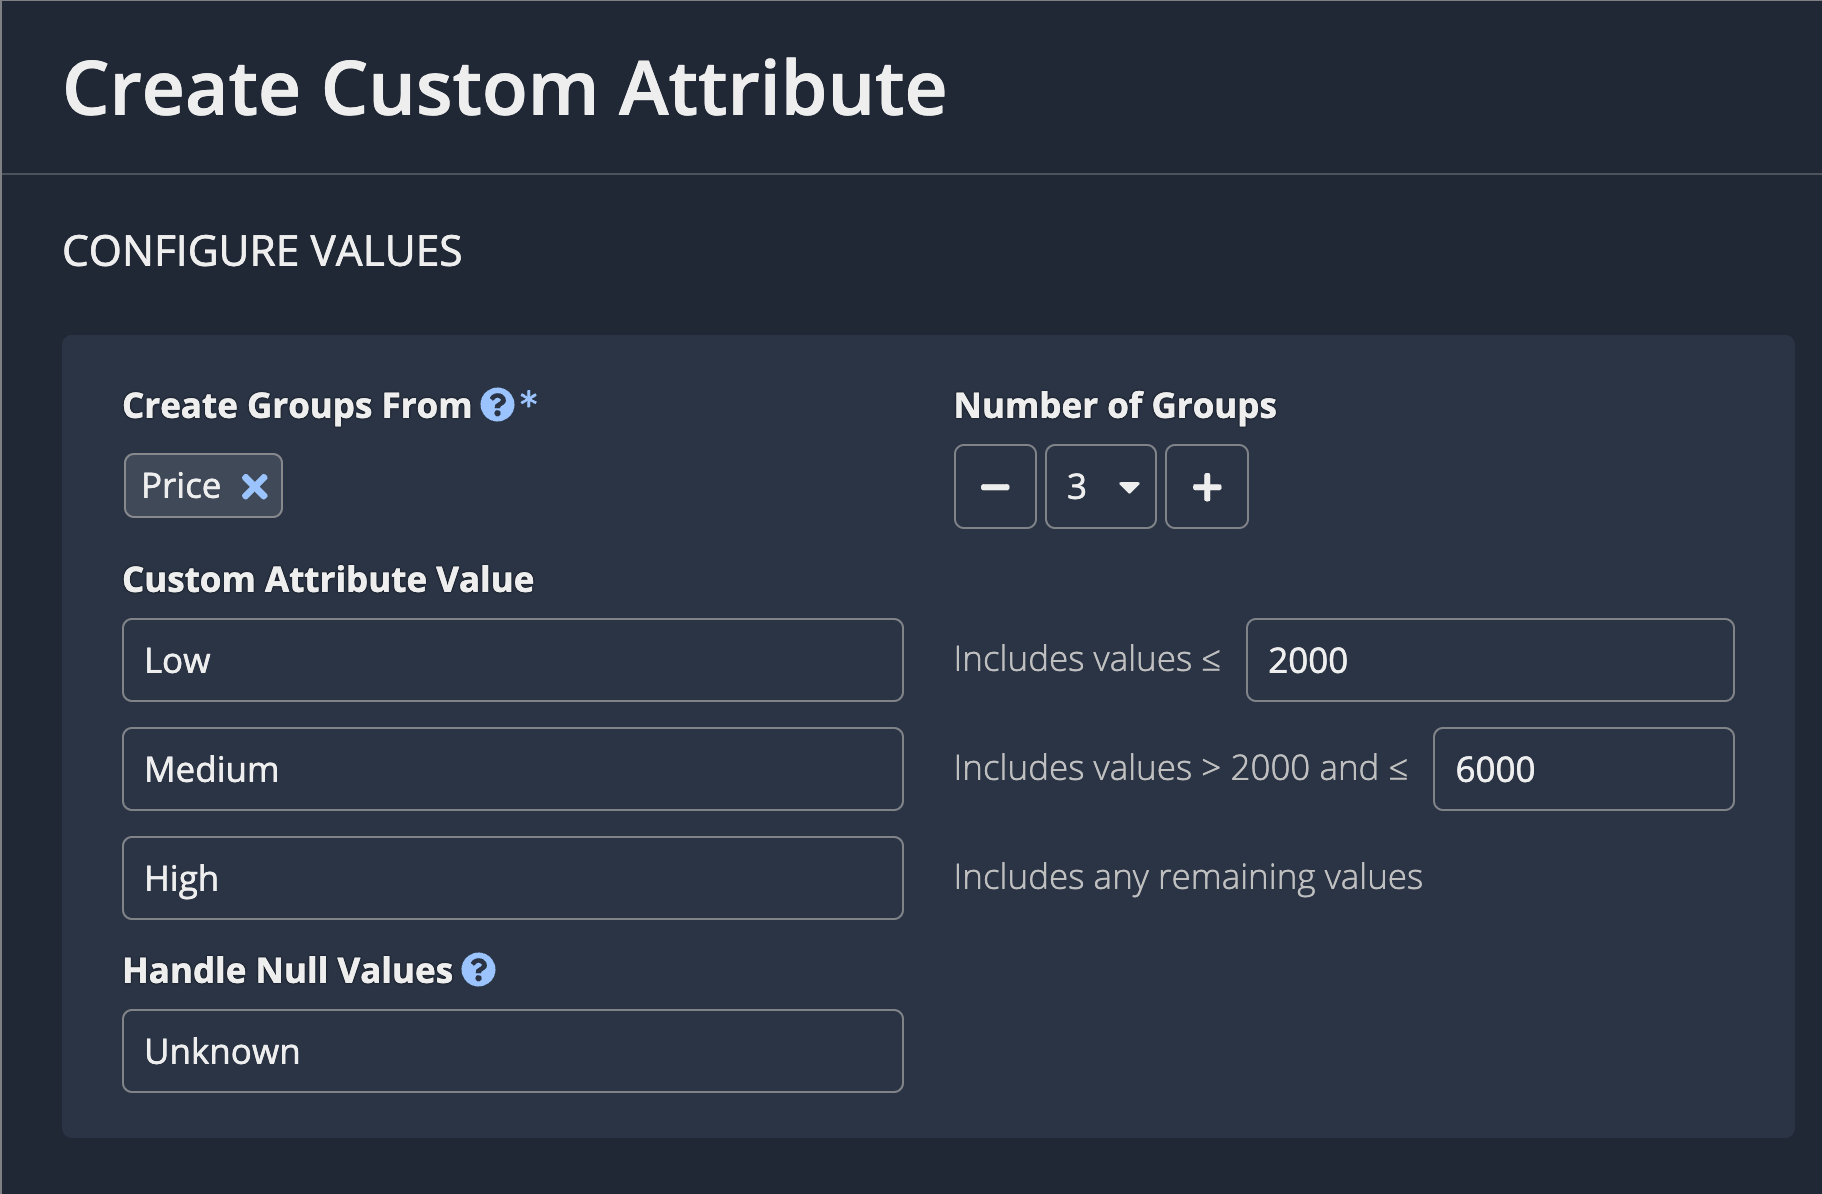 Create Custom Attribute
CONFIGURE VALUES
Create Groups From ? *
Number of Groups
Price
3
Custom Attribute Value
Low
Includes values ≤ 2000
Medium
Includes values > 2000 and ≤ 6000
High
Includes any remaining values
Handle Null Values ?
Unknown